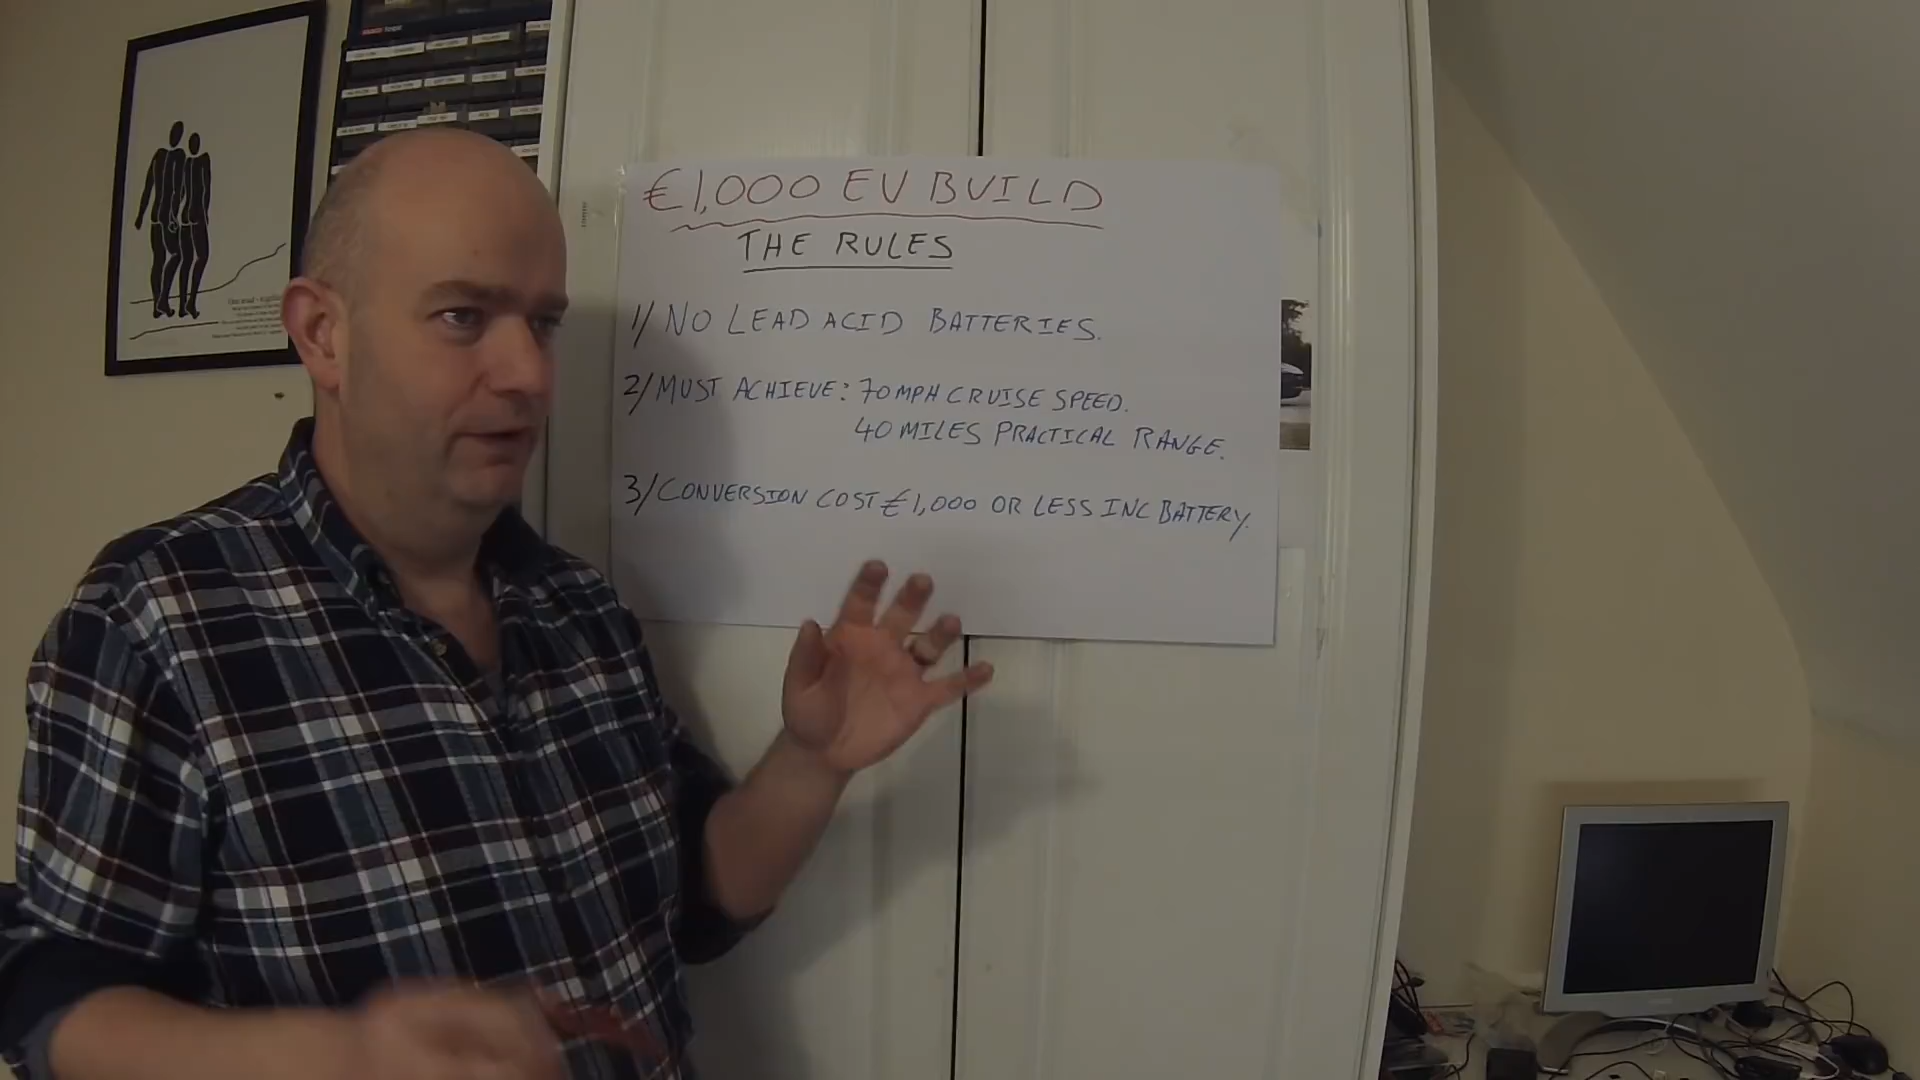 €1,000 EV BUILD
THE RULES
1/ NO LEAD ACID BATTERIES.
2/ MUST ACHIEVE: 70MPH CRUISE SPEED.
40 MILES PRACTICAL RANGE.
3/ CONVERSION COST €1,000 OR LESS INC BATTERY.